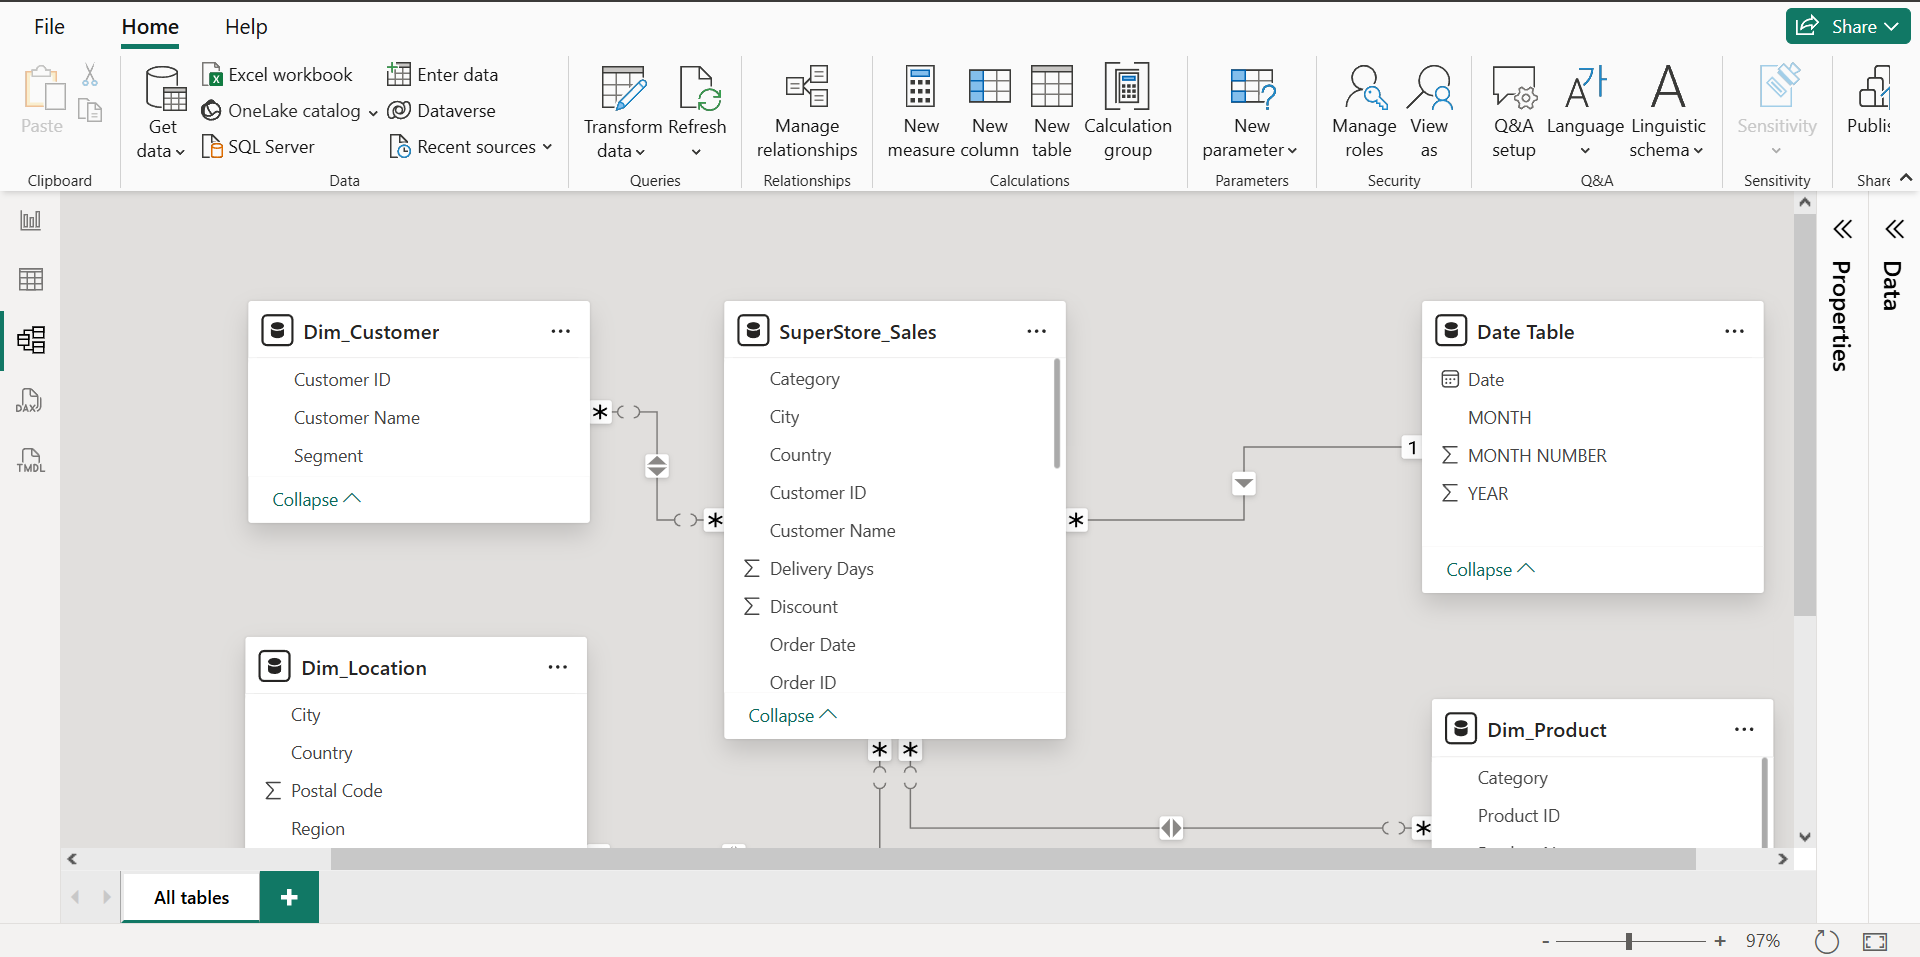 File Home Help Share
Paste
Clipboard
Get data
Excel workbook
OneLake catalog
SQL Server
Enter data
Dataverse
Recent sources
Data
Transform data
Refresh
Queries
Manage relationships
Relationships
New measure
New column
New table
Calculation group
Calculations
New parameter
Parameters
Manage roles
View as
Security
Q&A setup
Language
Linguistic schema
Q&A
Sensitivity
Sensitivity
Share
DAX
TMDL
Dim_Customer
Customer ID
Customer Name
Segment
Collapse
* *
SuperStore_Sales
Category
City
Country
Customer ID
Customer Name
∑ Delivery Days
∑ Discount
Order Date
Order ID
Collapse
* 1
* *
Date Table
Date
MONTH
∑ MONTH NUMBER
∑ YEAR
Collapse
Dim_Location
City
Country
∑ Postal Code
Region
Dim_Product
Category
Product ID
*
Properties
Data
All tables +
- + 97%